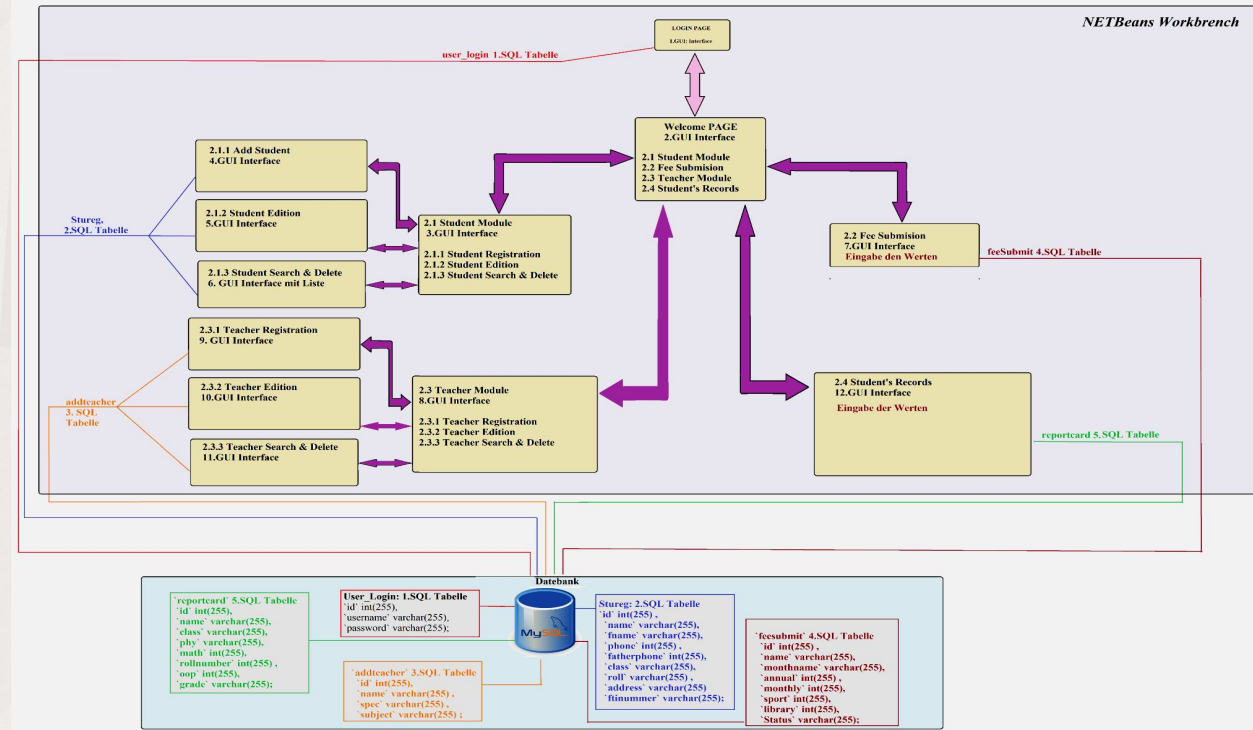 NETBeans Workbrench
LOGIN PAGE
1.GUI: Interface
user_login 1.SQL Tabelle
Welcome PAGE
2.GUI Interface
2.1 Student Module
2.2 Fee Submision
2.3 Teacher Module
2.4 Student's Records
2.1.1 Add Student
4.GUI Interface
2.1.2 Student Edition
5.GUI Interface
2.1.3 Student Search & Delete
6. GUI Interface mit Liste
Stureg,
2.SQL Tabelle
2.1 Student Module
3.GUI Interface
2.1.1 Student Registration
2.1.2 Student Edition
2.1.3 Student Search & Delete
2.2 Fee Submision
7.GUI Interface
Eingabe den Werten
feeSubmit 4.SQL Tabelle
2.3.1 Teacher Registration
9. GUI Interface
2.3.2 Teacher Edition
10.GUI Interface
2.3.3 Teacher Search & Delete
11.GUI Interface
addtcacher
3. SQL
Tabelle
2.3 Teacher Module
8.GUI Interface
2.3.1 Teacher Registration
2.3.2 Teacher Edition
2.3.3 Teacher Search & Delete
2.4 Student's Records
12.GUI Interface
Eingabe der Werten
reportcard 5.SQL Tabelle
Datebank
MySQL
`reportcard` 5.SQL Tabelle
`id` int(255),
`name` varchar(255),
`class` varchar(255),
`phy` varchar(255),
`math` varchar(255),
`rollnumber` int(255) ,
`oop` int(255),
`grade` varchar(255);
User_Login: 1.SQL Tabelle
`id` int(255),
`username` varchar(255),
`password` varchar(255);
`addtcacher` 3.SQL Tabelle
`id` int(255),
`name` varchar(255) ,
`spec` varchar(255) ,
`subject` varchar(255) ;
Stureg: 2.SQL Tabelle
`id` int(255) ,
`name` varchar(255),
`fname` varchar(255),
`phone` int(255) ,
`fatherphone` int(255),
`class` varchar(255),
`roll` varchar(255) ,
`address` varchar(255)
`ftinummer` varchar(255);
`feesubmit` 4.SQL Tabelle
`id` int(255) ,
`name` varchar(255),
`monthname` varchar(255),
`annual` int(255) ,
`monthly` int(255),
`sport` int(255),
`library` int(255),
`Status` varchar(255);